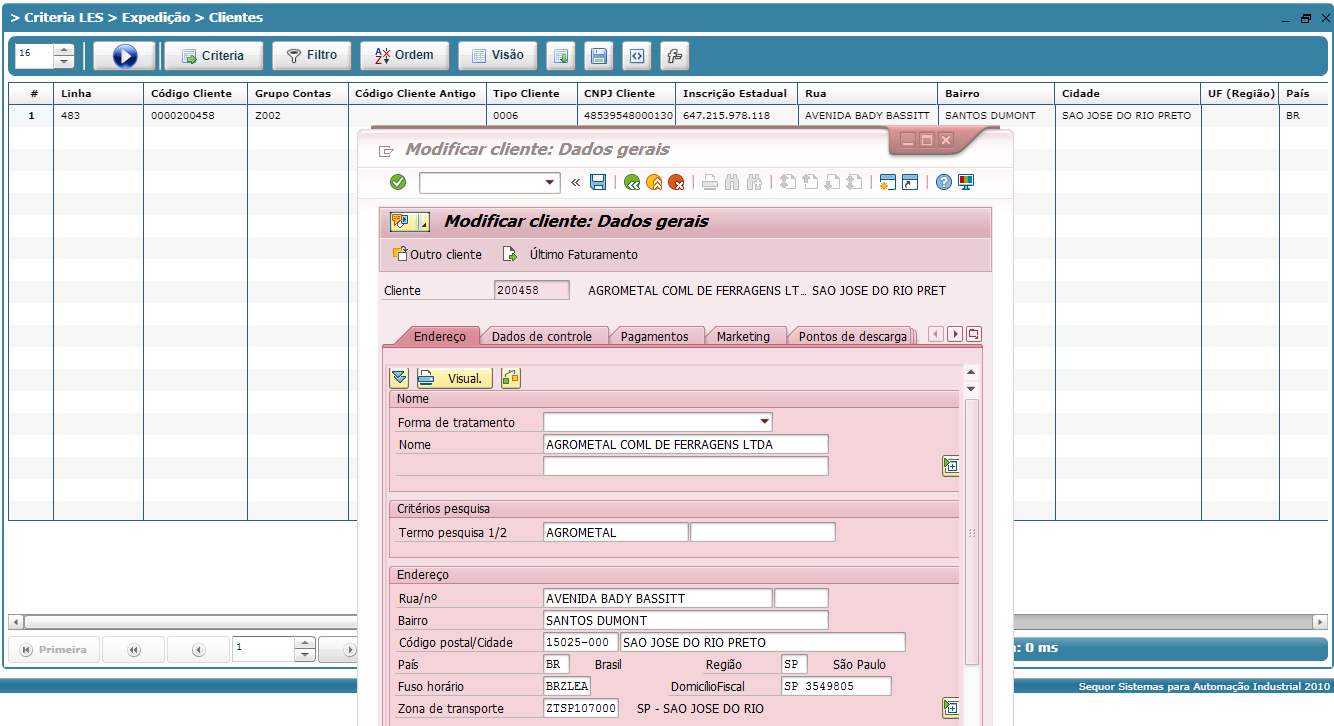 > Criteria LES > Expedição > Clientes
16 Criteria Filtro Ordem Visão
# Linha Código Cliente Grupo Contas Código Cliente Antigo Tipo Cliente CNPJ Cliente Inscrição Estadual Rua Bairro Cidade UF (Região) País
1 483 0000200458 Z002 0006 48539548000130 647.215.978.118 AVENIDA BADY BASSITT SANTOS DUMONT SAO JOSE DO RIO PRETO BR
Modificar cliente: Dados gerais
Modificar cliente: Dados gerais
Outro cliente Último Faturamento
Cliente 200458 AGROMETAL COML DE FERRAGENS LT… SAO JOSE DO RIO PRET
Endereço Dados de controle Pagamentos Marketing Pontos de descarga
Visual.
Nome
Forma de tratamento
Nome AGROMETAL COML DE FERRAGENS LTDA
Critérios pesquisa
Termo pesquisa 1/2 AGROMETAL
Endereço
Rua/nº AVENIDA BADY BASSITT
Bairro SANTOS DUMONT
Código postal/Cidade 15025-000 SAO JOSE DO RIO PRETO
País BR Brasil Região SP São Paulo
Fuso horário BRZLEA DomicílioFiscal SP 3549805
Zona de transporte ZTSP107000 SP - SAO JOSE DO RIO
Primeira 1
: 0 ms
Sequor Sistemas para Automação Industrial 2010